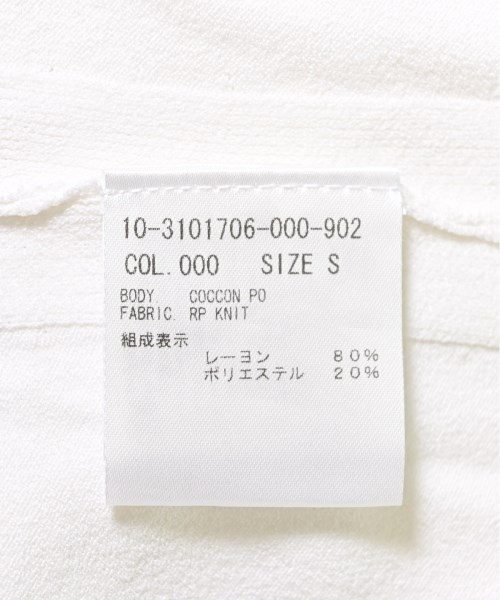 10-3101706-000-902
COL.000 SIZE S
BODY. COCCON PO
FABRIC. RP KNIT
組成表示
レーヨン 80%
ポリエステル 20%